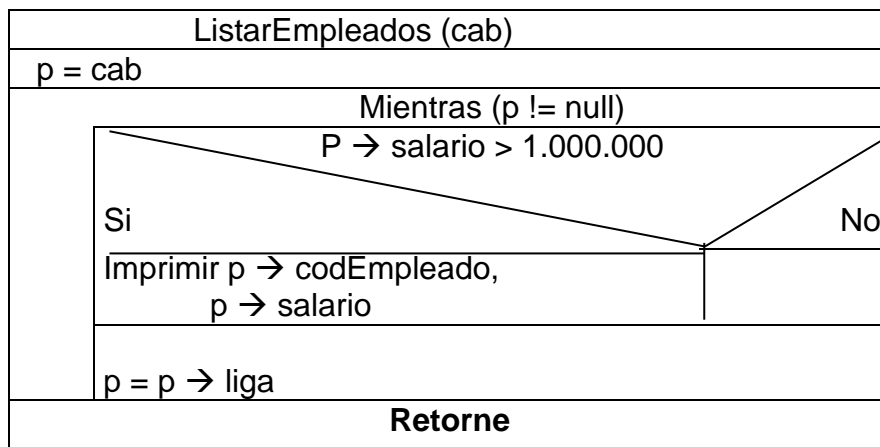 ListarEmpleados (cab)
p = cab
Mientras (p != null)
P → salario > 1.000.000
Si No
Imprimir p → codEmpleado,
p → salario
p = p → liga
Retorne